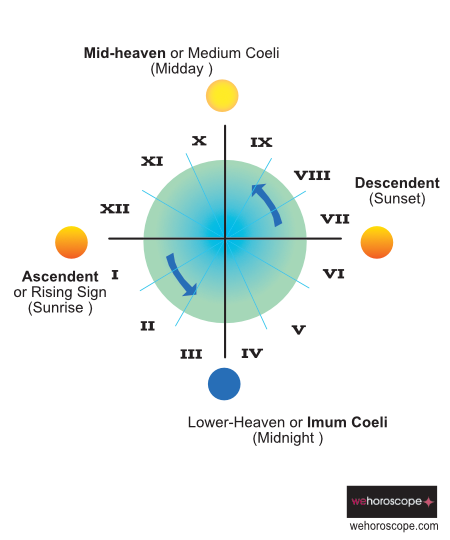 Mid-heaven or Medium Coeli
(Midday )
X
IX
XI
VIII
Descendent
(Sunset)
XII
VII
Ascendent
or Rising Sign
(Sunrise )
I
VI
II
V
III
IV
Lower-Heaven or Imum Coeli
(Midnight )
wehoroscope
wehoroscope.com